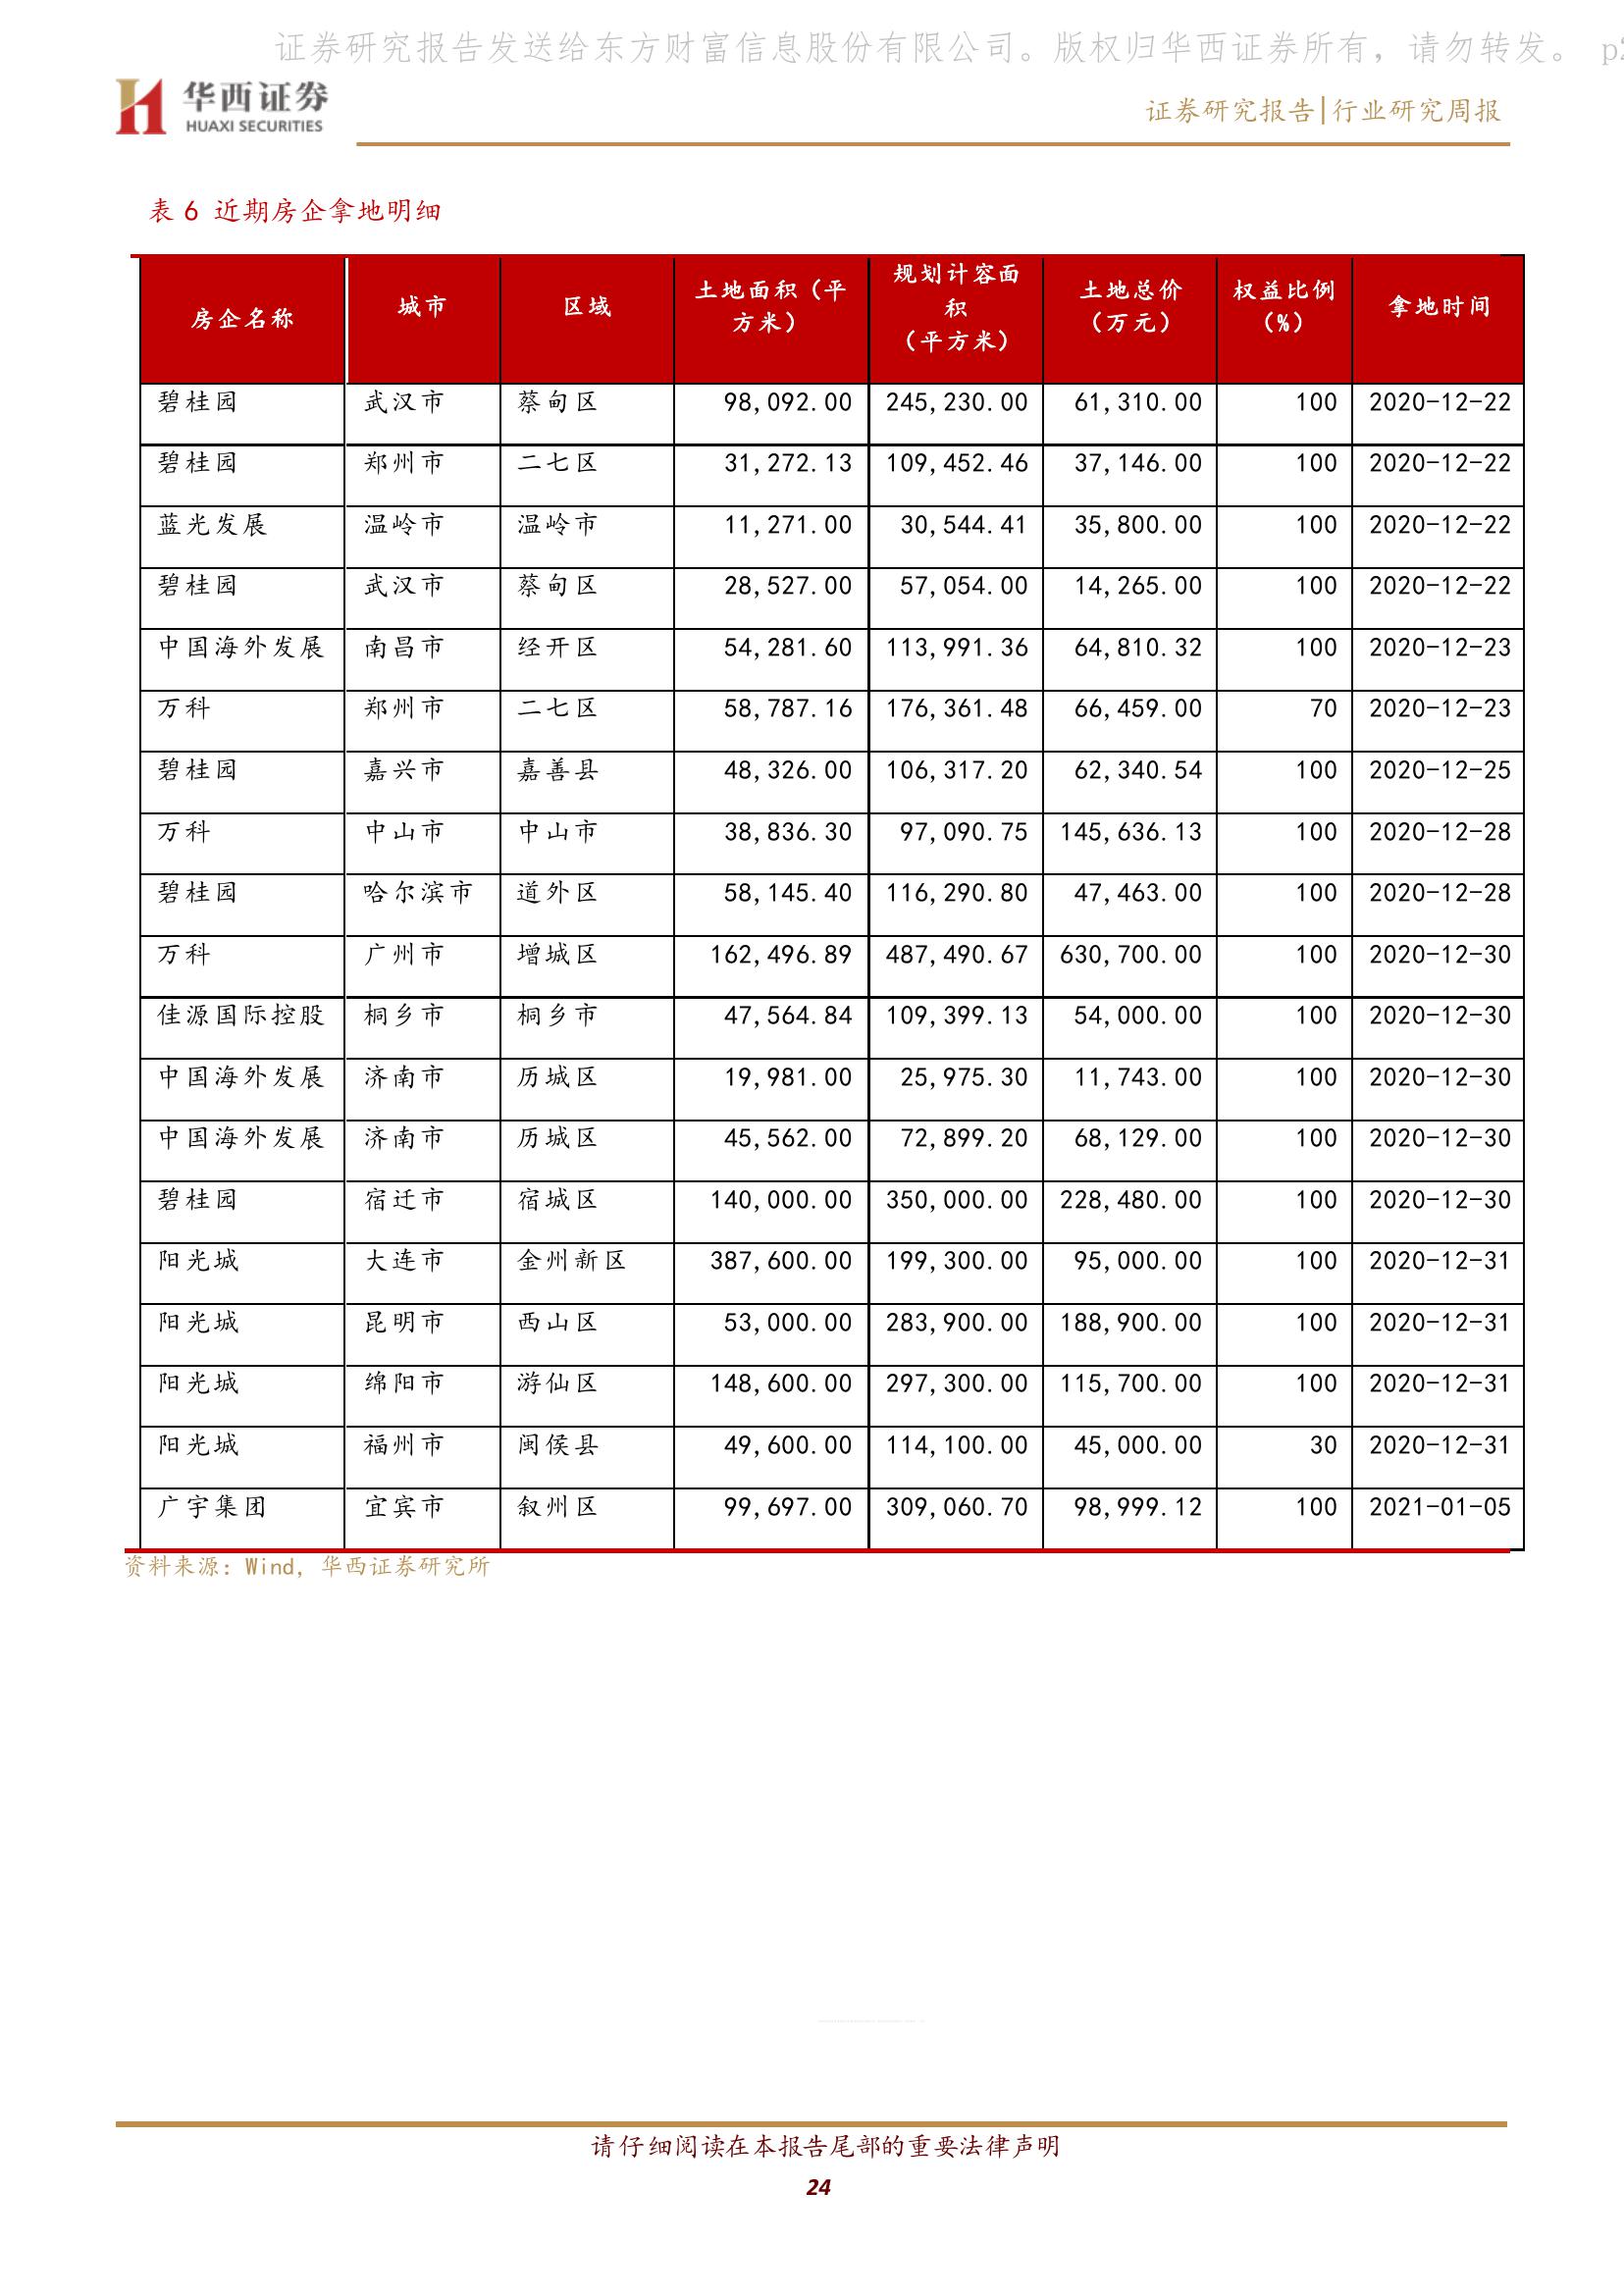 证券研究报告发送给东方财富信息股份有限公司。版权归华西证券所有，请勿转发。 p2
华西证券
HUAXI SECURITIES
证券研究报告|行业研究周报
表 6 近期房企拿地明细
房企名称 城市 区域 土地面积（平方米） 规划计容面积（平方米） 土地总价（万元） 权益比例（%） 拿地时间
碧桂园 武汉市 蔡甸区 98,092.00 245,230.00 61,310.00 100 2020-12-22
碧桂园 郑州市 二七区 31,272.13 109,452.46 37,146.00 100 2020-12-22
蓝光发展 温岭市 温岭市 11,271.00 30,544.41 35,800.00 100 2020-12-22
碧桂园 武汉市 蔡甸区 28,527.00 57,054.00 14,265.00 100 2020-12-22
中国海外发展 南昌市 经开区 54,281.60 113,991.36 64,810.32 100 2020-12-23
万科 郑州市 二七区 58,787.16 176,361.48 66,459.00 70 2020-12-23
碧桂园 嘉兴市 嘉善县 48,326.00 106,317.20 62,340.54 100 2020-12-25
万科 中山市 中山市 38,836.30 97,090.75 145,636.13 100 2020-12-28
碧桂园 哈尔滨市 道外区 58,145.40 116,290.80 47,463.00 100 2020-12-28
万科 广州市 增城区 162,496.89 487,490.67 630,700.00 100 2020-12-30
佳源国际控股 桐乡市 桐乡市 47,564.84 109,399.13 54,000.00 100 2020-12-30
中国海外发展 济南市 历城区 19,981.00 25,975.30 11,743.00 100 2020-12-30
中国海外发展 济南市 历城区 45,562.00 72,899.20 68,129.00 100 2020-12-30
碧桂园 宿迁市 宿城区 140,000.00 350,000.00 228,480.00 100 2020-12-30
阳光城 大连市 金州新区 387,600.00 199,300.00 95,000.00 100 2020-12-31
阳光城 昆明市 西山区 53,000.00 283,900.00 188,900.00 100 2020-12-31
阳光城 绵阳市 游仙区 148,600.00 297,300.00 115,700.00 100 2020-12-31
阳光城 福州市 闽侯县 49,600.00 114,100.00 45,000.00 30 2020-12-31
广宇集团 宜宾市 叙州区 99,697.00 309,060.70 98,999.12 100 2021-01-05
资料来源：Wind，华西证券研究所
请仔细阅读在本报告尾部的重要法律声明
24